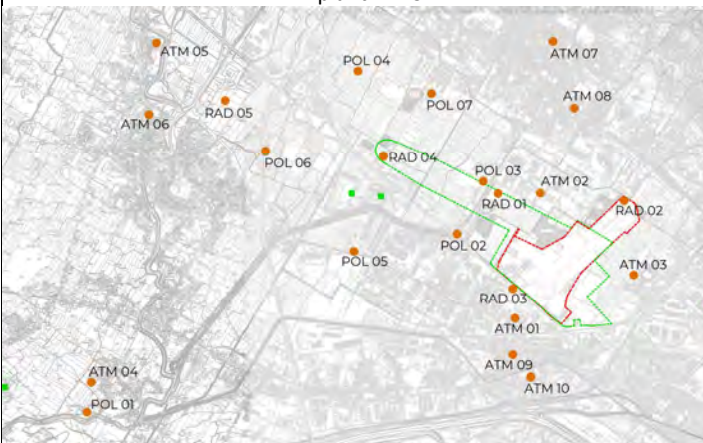 ATM 05
ATM 07
POL 04
POL 07
ATM 08
RAD 05
ATM 06
POL 06
RAD 04
POL 03
ATM 02
RAD 01
RAD 02
POL 02
POL 05
ATM 03
RAD 03
ATM 01
ATM 09
ATM 04
ATM 10
POL 01